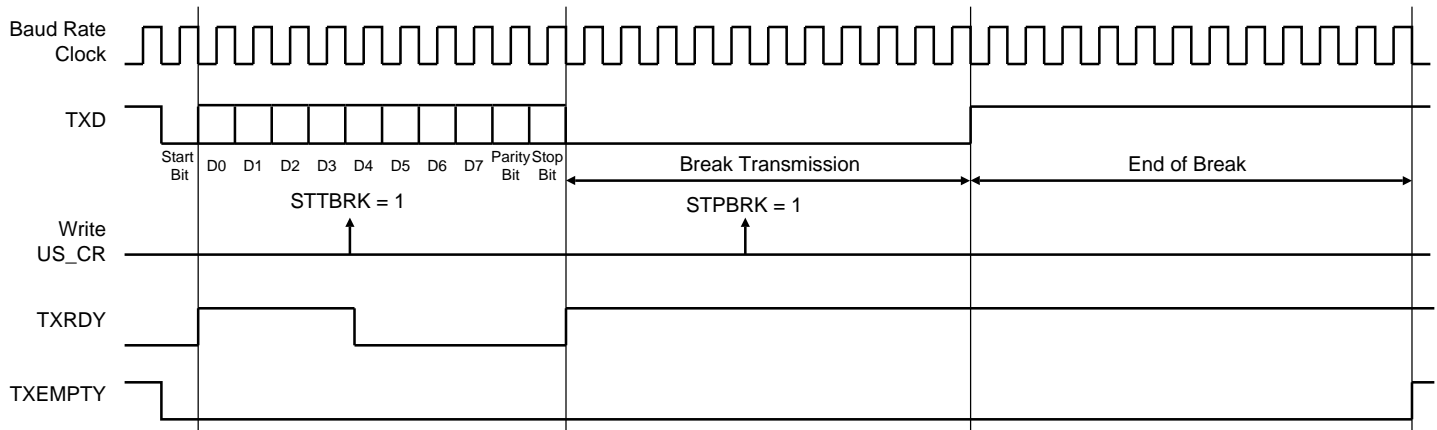 Baud Rate
Clock
TXD
Start
Bit
D0
D1
D2
D3
D4
D5
D6
D7
Parity
Bit
Stop
Bit
Break Transmission
End of Break
STTBRK = 1
STPBRK = 1
Write
US_CR
TXRDY
TXEMPTY